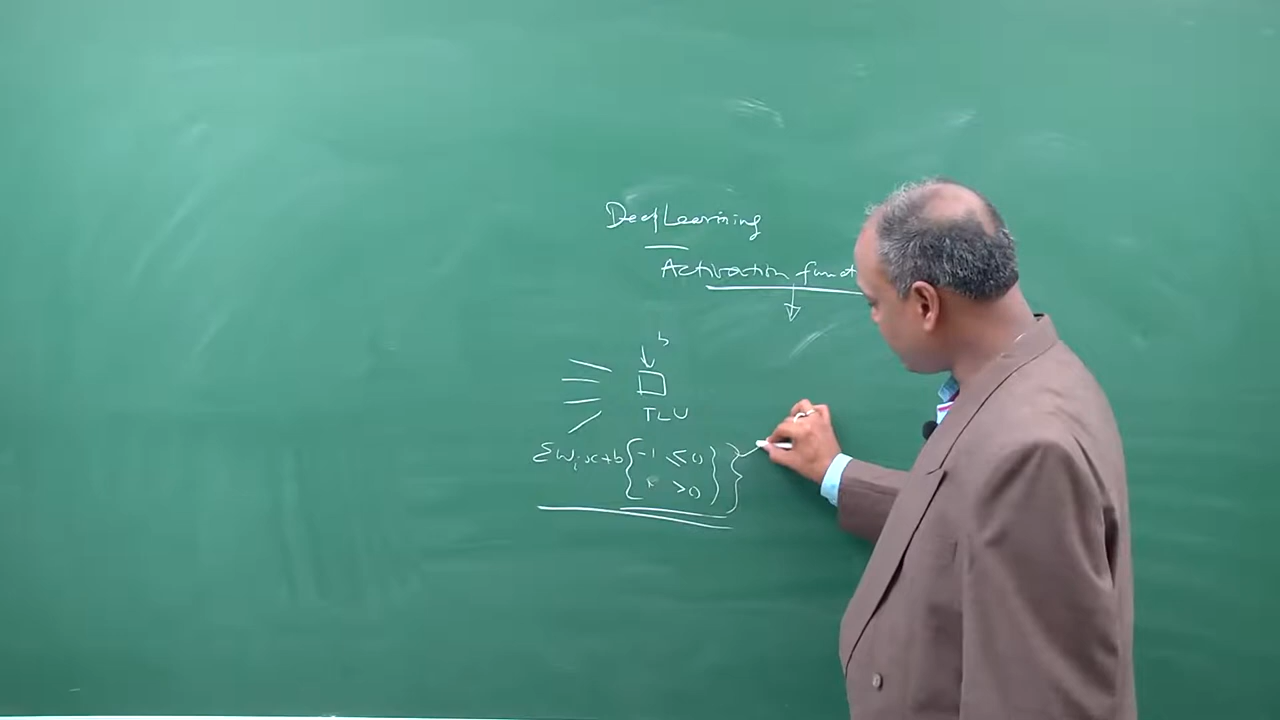 Deep Learning
Activation funct
b
TLU
Σwᵢx+b { -1 ≤0
>0 }